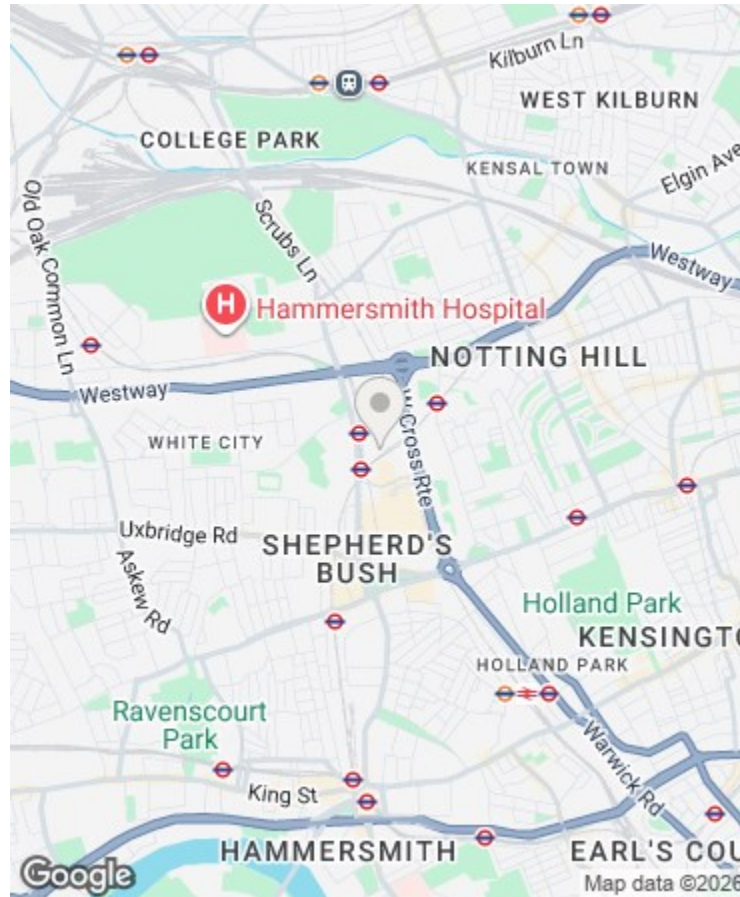 Kilburn Ln
WEST KILBURN
COLLEGE PARK
KENSAL TOWN
Elgin Ave
Old Oak Common Ln
Scrubs Ln
Westway
H
Hammersmith Hospital
NOTTING HILL
Westway
W Cross Rte
WHITE CITY
Uxbridge Rd
SHEPHERD'S
BUSH
Askew Rd
Holland Park
KENSINGTO
HOLLAND PARK
Ravenscourt
Park
Warwick Rd
King St
HAMMERSMITH
EARL'S COU
Google
Map data ©2026